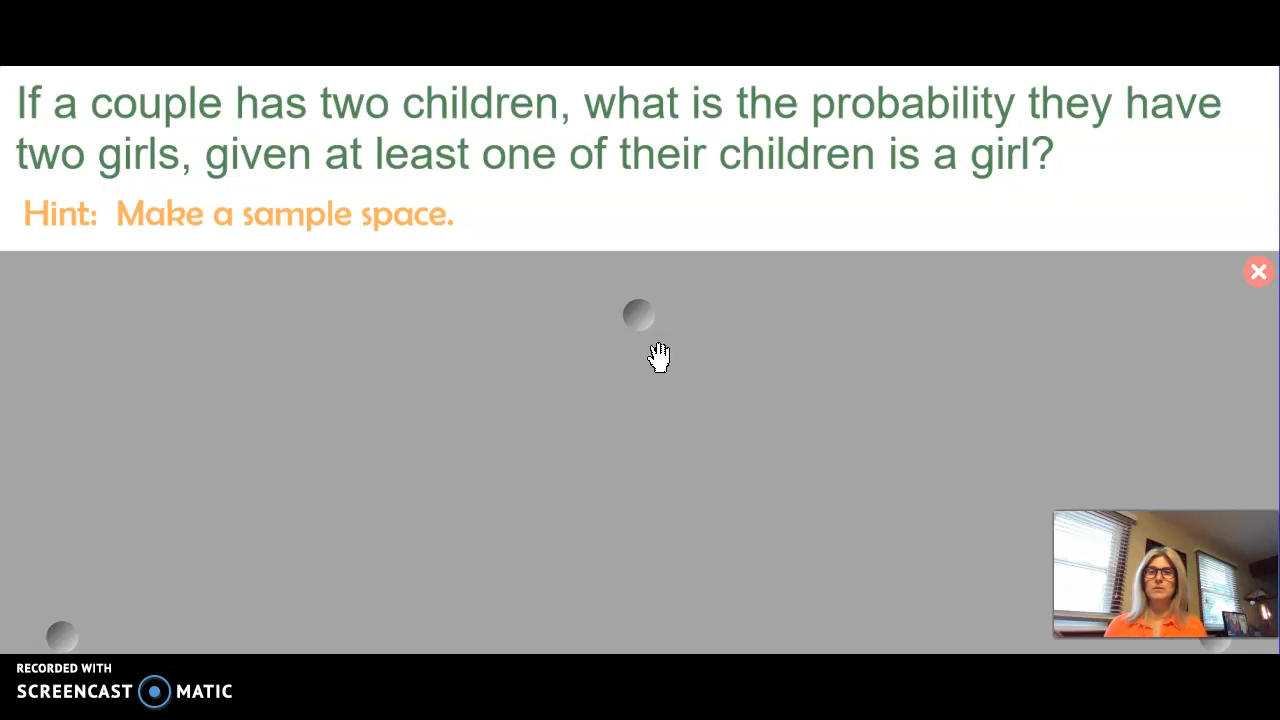 If a couple has two children, what is the probability they have
two girls, given at least one of their children is a girl?
Hint: Make a sample space.
RECORDED WITH
SCREENCAST MATIC